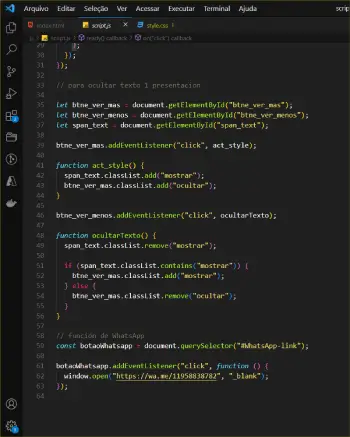 Arquivo Editar Seleção Ver Acessar Executar Terminal Ajuda scrip
index.html script.js style.css
js > script.js > ready() callback > on("click") callback
29 };
30 });
31 });
32
33 // para ocultar texto 1 presentacion
34
35 let btne_ver_mas = document.getElementById("btne_ver_mas");
36 let btne_ver_menos = document.getElementById("btne_ver_menos");
37 let span_text = document.getElementById("span_text");
38
39 btne_ver_mas.addEventListener("click", act_style);
40
41 function act_style() {
42 span_text.classList.add("mostrar");
43 btne_ver_mas.classList.add("ocultar");
44 }
45
46 btne_ver_menos.addEventListener("click", ocultarTexto);
47
48 function ocultarTexto() {
49 span_text.classList.remove("mostrar");
50
51 if (span_text.classList.contains("mostrar")) {
52 btne_ver_mas.classList.add("mostrar");
53 } else {
54 btne_ver_mas.classList.remove("ocultar");
55 }
56 }
57
58 // función de WhatsApp
59 const botaoWhatsapp = document.querySelector("#WhatsApp-link");
60
61 botaoWhatsapp.addEventListener("click", function () {
62 window.open("https://wa.me/11958838782", "_blank");
63 });
64